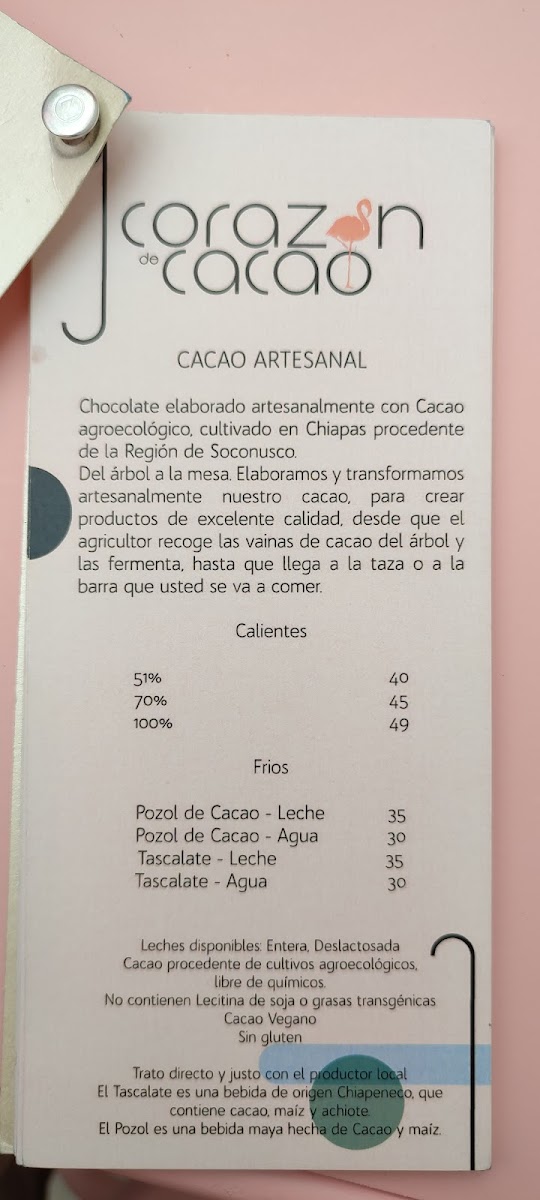 corazon
de cacao
CACAO ARTESANAL
Chocolate elaborado artesanalmente con Cacao
agroecológico, cultivado en Chiapas procedente
de la Región de Soconusco.
Del árbol a la mesa. Elaboramos y transformamos
artesanalmente nuestro cacao, para crear
productos de excelente calidad, desde que el
agricultor recoge las vainas de cacao del árbol y
las fermenta, hasta que llega a la taza o a la
barra que usted se va a comer.
Calientes
51% 40
70% 45
100% 49
Frios
Pozol de Cacao - Leche 35
Pozol de Cacao - Agua 30
Tascalate - Leche 35
Tascalate - Agua 30
Leches disponibles: Entera, Deslactosada
Cacao procedente de cultivos agroecológicos,
libre de químicos.
No contienen Lecitina de soja o grasas transgénicas
Cacao Vegano
Sin gluten
Trato directo y justo con el productor local
El Tascalate es una bebida de origen Chiapeneco, que
contiene cacao, maíz y achiote.
El Pozol es una bebida maya hecha de Cacao y maíz.